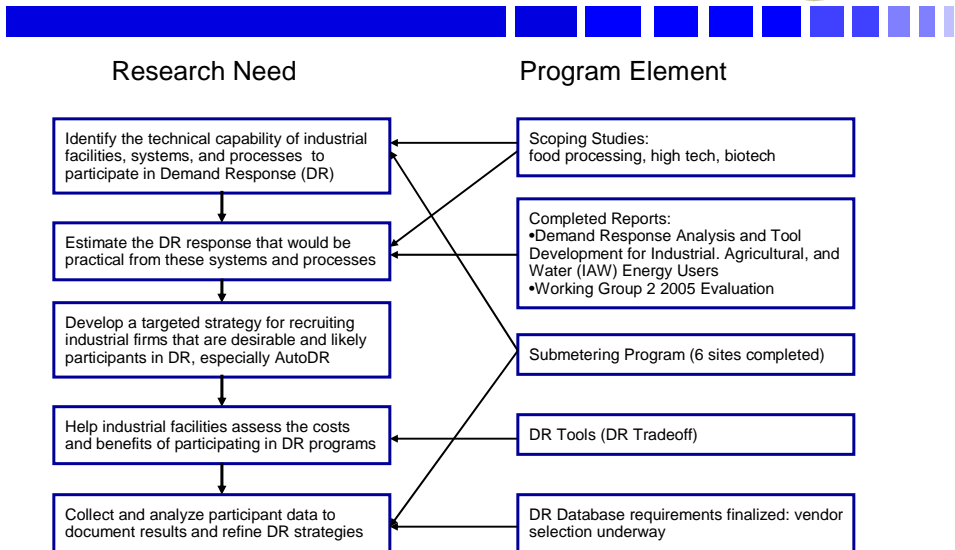 Research Need
Program Element
Identify the technical capability of industrial
facilities, systems, and processes to
participate in Demand Response (DR)
Estimate the DR response that would be
practical from these systems and processes
Develop a targeted strategy for recruiting
industrial firms that are desirable and likely
participants in DR, especially AutoDR
Help industrial facilities assess the costs
and benefits of participating in DR programs
Collect and analyze participant data to
document results and refine DR strategies
Scoping Studies:
food processing, high tech, biotech
Completed Reports:
•Demand Response Analysis and Tool
Development for Industrial. Agricultural, and
Water (IAW) Energy Users
•Working Group 2 2005 Evaluation
Submetering Program (6 sites completed)
DR Tools (DR Tradeoff)
DR Database requirements finalized: vendor
selection underway